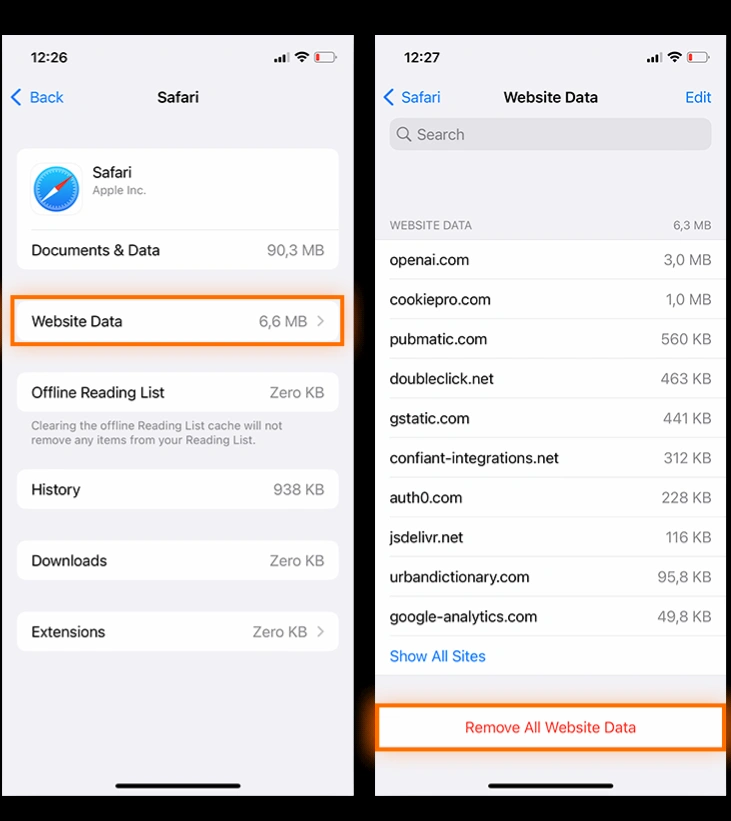 12:26
Back
Safari
Safari
Apple Inc.
Documents & Data 90,3 MB
Website Data 6,6 MB
Offline Reading List Zero KB
Clearing the offline Reading List cache will not
remove any items from your Reading List.
History 938 KB
Downloads Zero KB
Extensions Zero KB
12:27
Safari
Website Data
Edit
Search
WEBSITE DATA 6,3 MB
openai.com 3,0 MB
cookiepro.com 1,0 MB
pubmatic.com 560 KB
doubleclick.net 463 KB
gstatic.com 441 KB
confiant-integrations.net 312 KB
auth0.com 228 KB
jsdelivr.net 116 KB
urbandictionary.com 95,8 KB
google-analytics.com 49,8 KB
Show All Sites
Remove All Website Data